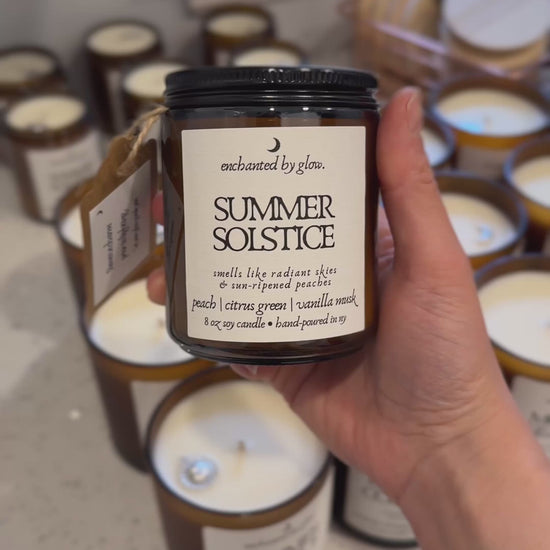 enchanted by glow.
SUMMER
SOLSTICE
smells like radiant skies
& sun-ripened peaches
peach | citrus green | vanilla musk
8 oz soy candle • hand-poured in ny